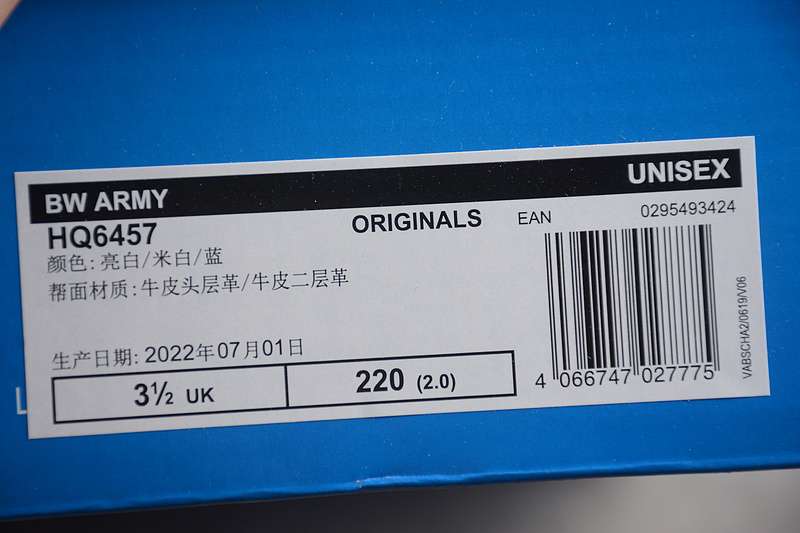 BW ARMY
UNISEX
HQ6457
ORIGINALS
EAN
0295493424
颜色:亮白/米白/蓝
帮面材质:牛皮头层革/牛皮二层革
生产日期:2022年07月01日
3½ UK
220 (2.0)
4 066747 027775
VABSCHA2/0619/V06
L